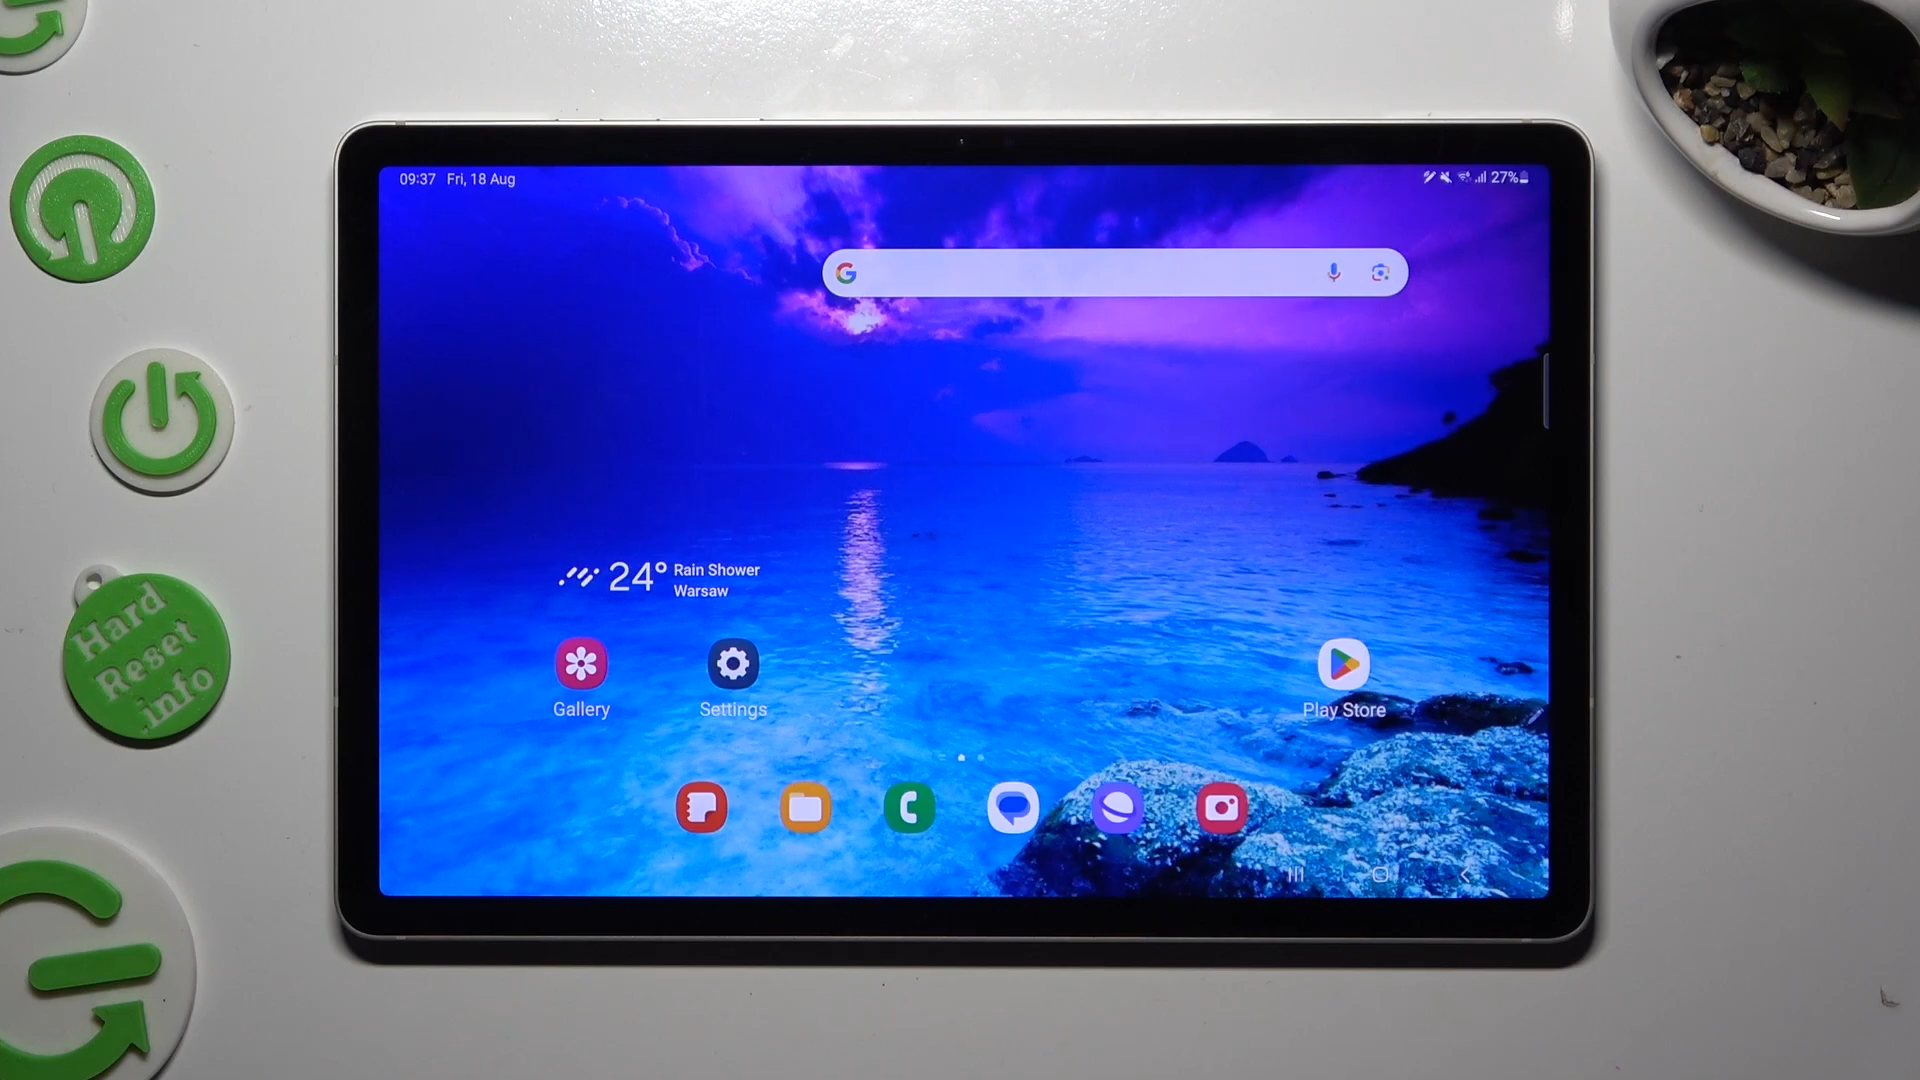 09:37 Fri, 18 Aug
27%
24° Rain Shower
Warsaw
Gallery
Settings
Play Store
Hard
Reset
.info